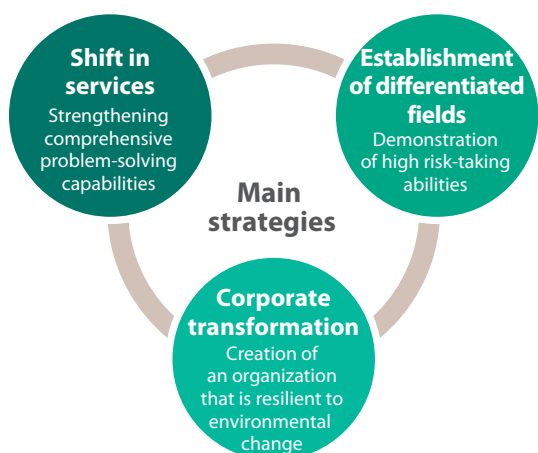 Shift in
services
Strengthening
comprehensive
problem-solving
capabilities
Establishment
of differentiated
fields
Demonstration
of high risk-taking
abilities
Main
strategies
Corporate
transformation
Creation of
an organization
that is resilient to
environmental
change